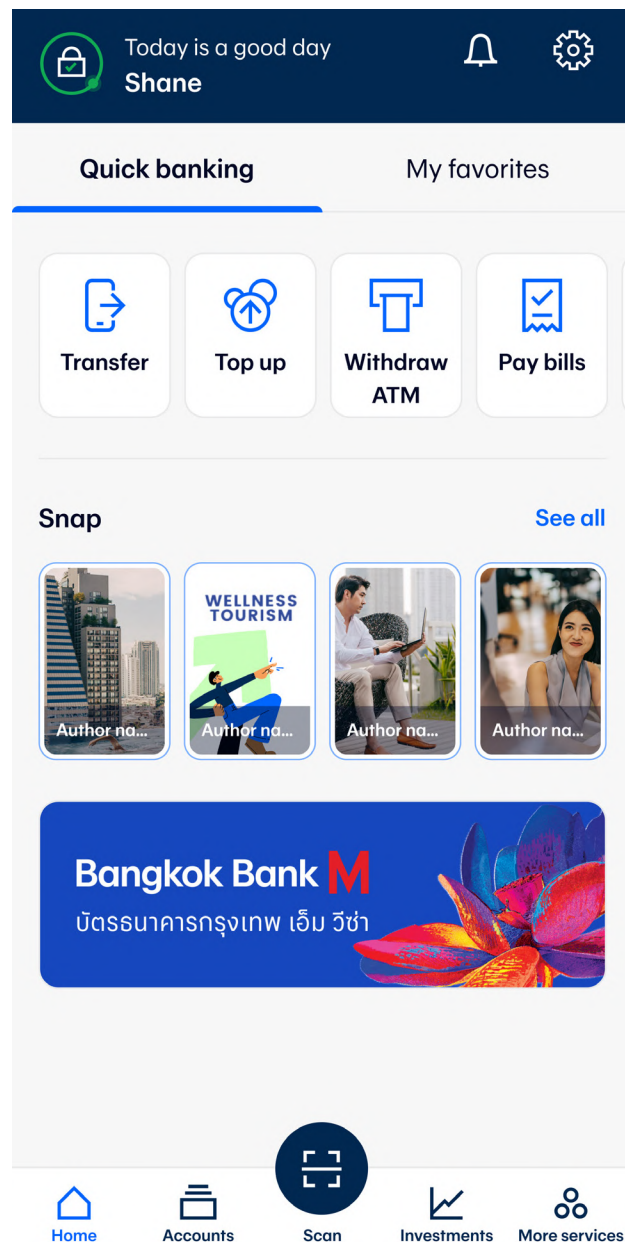 Today is a good day
Shane
Quick banking
My favorites
Transfer
Top up
Withdraw
ATM
Pay bills
Snap
See all
WELLNESS
TOURISM
Author na...
Author na...
Author na...
Author na...
Bangkok Bank M
บัตรธนาคารกรุงเทพ เอ็ม วีซ่า
Home
Accounts
Scan
Investments
More services